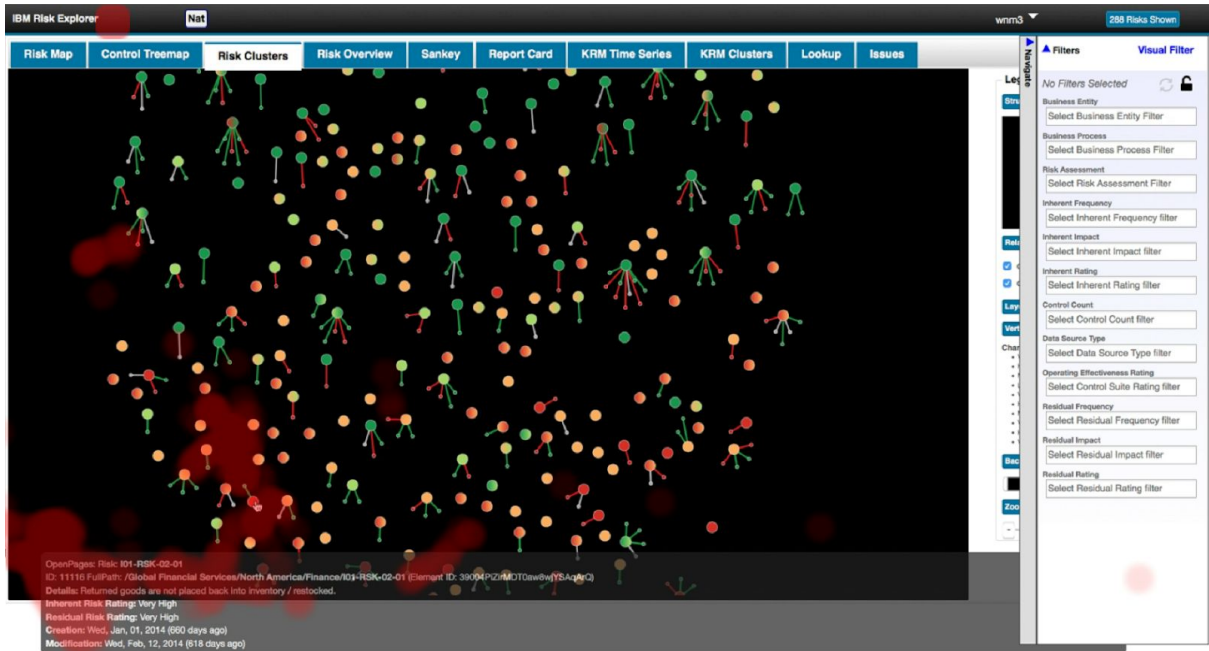 IBM Risk Explorer
Nat
wnm3
288 Risks Shown
Risk Map
Control Treemap
Risk Clusters
Risk Overview
Sankey
Report Card
KRM Time Series
KRM Clusters
Lookup
Issues
Navigate
Filters
Visual Filter
No Filters Selected
Business Entity
Select Business Entity Filter
Business Process
Select Business Process Filter
Risk Assessment
Select Risk Assessment Filter
Inherent Frequency
Select Inherent Frequency filter
Inherent Impact
Select Inherent Impact filter
Inherent Rating
Select Inherent Rating filter
Control Count
Select Control Count filter
Data Source Type
Select Data Source Type filter
Operating Effectiveness Rating
Select Control Suite Rating filter
Residual Frequency
Select Residual Frequency filter
Residual Impact
Select Residual Impact filter
Residual Rating
Select Residual Rating filter
OpenPages: Risk: I01-RSK-02-01
ID: 11116 FullPath: /Global Financial Services/North America/Finance/I01-RSK-02-01 (Element ID:
Details: Returned goods are not placed back into inventory / restocked.
Inherent Risk Rating: Very High
Residual Risk Rating: Very High
Creation: Wed, Jan, 01, 2014 (660 days ago)
Modification: Wed, Feb, 12, 2014 (618 days ago)